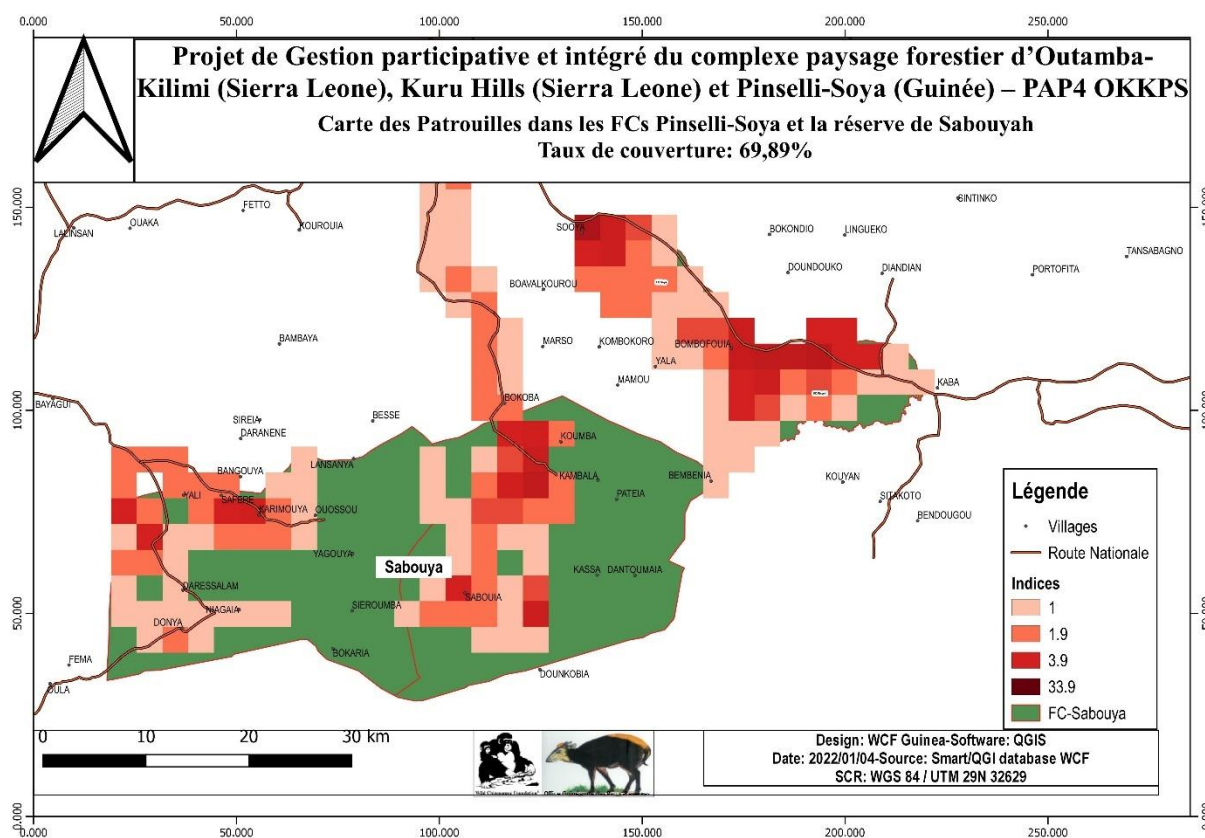 0.000 50.000 100.000 150.000 200.000 250.000
Projet de Gestion participative et intégré du complexe paysage forestier d’Outamba-
Kilimi (Sierra Leone), Kuru Hills (Sierra Leone) et Pinselli-Soya (Guinée) – PAP4 OKKPS
Carte des Patrouilles dans les FCs Pinselli-Soya et la réserve de Sabouyah
Taux de couverture: 69,89%
150.000
FETTO
OUAKA
LALINSAN
KOUROUIA
SOOYA
SINTINKO
BOKONDIO
LINGUEKO
TANSABAGNO
DOUNDOUKO
DIANDIAN
PORTOFITA
BOAVALKOUROU
BAMBAYA
MARSO
KOMBOKORO
BOMBOFOUIA
YALA
MAMOU
KABA
100.000
BAYAGUI
BOKOBA
SIREIA
BESSE
DARANENE
KOUMBA
LANSANYA
BANGOUYA
KAMBALA
BEMBENIA
KOUYAN
YALI
SAFERE
PATEIA
SITAKOTO
KARIMOUYA
OUOSSOU
BENDOUGOU
YAGOUYA
Sabouya
KASSA
DANTOUMAIA
DARESSALAM
SABOUIA
NIAGAIA
SIEROUMBA
50.000
DONYA
BOKARIA
FEMA
DOUNKOBIA
OULA
Légende
Villages
Route Nationale
Indices
1
1.9
3.9
33.9
FC-Sabouya
0 10 20 30 km
Design: WCF Guinea-Software: QGIS
Date: 2022/01/04-Source: Smart/QGI database WCF
SCR: WGS 84 / UTM 29N 32629
0.000
0.000 50.000 100.000 150.000 200.000 250.000